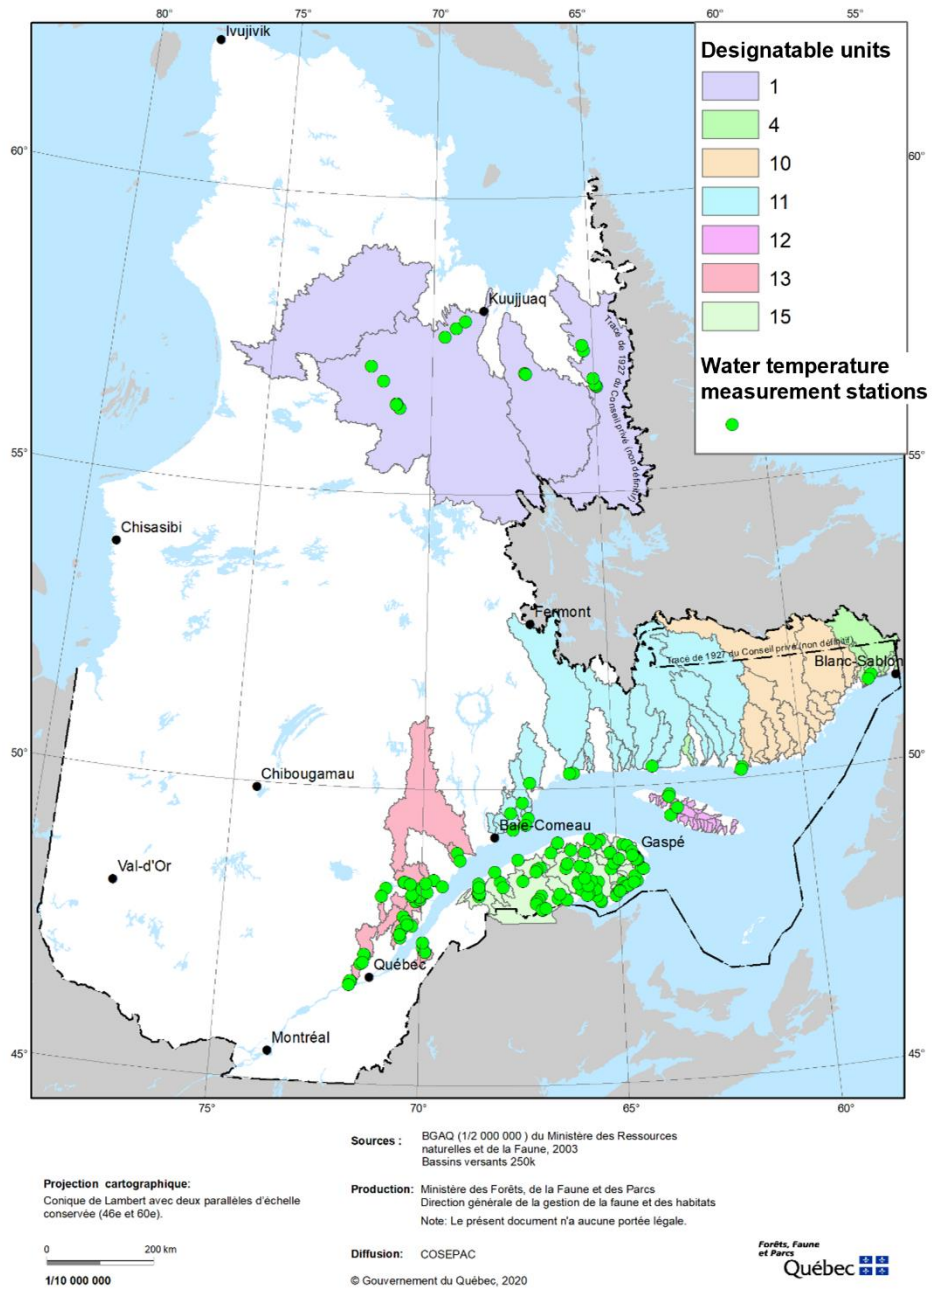 80°
75°
70°
65°
60°
55°
Ivujivik
Designatable units
1
4
10
11
12
13
15
Water temperature
measurement stations
60°
60°
Kuujjuaq
Tracé de 1927 du Conseil privé (non définitif)
55°
55°
Chisasibi
Fermont
Tracé de 1927 du Conseil privé (non définitif)
Blanc-Sablon
50°
50°
Chibougamau
Baie-Comeau
Gaspé
Val-d'Or
Québec
Montréal
45°
45°
75°
70°
65°
60°
Sources :
BGAQ (1/2 000 000 ) du Ministère des Ressources
naturelles et de la Faune, 2003
Bassins versants 250k
Projection cartographique:
Conique de Lambert avec deux parallèles d'échelle
conservée (46e et 60e).
Production:
Ministère des Forêts, de la Faune et des Parcs
Direction générale de la gestion de la faune et des habitats
Note: Le présent document n'a aucune portée légale.
0
200 km
1/10 000 000
Diffusion:
COSEPAC
© Gouvernement du Québec, 2020
Forêts, Faune
et Parcs
Québec